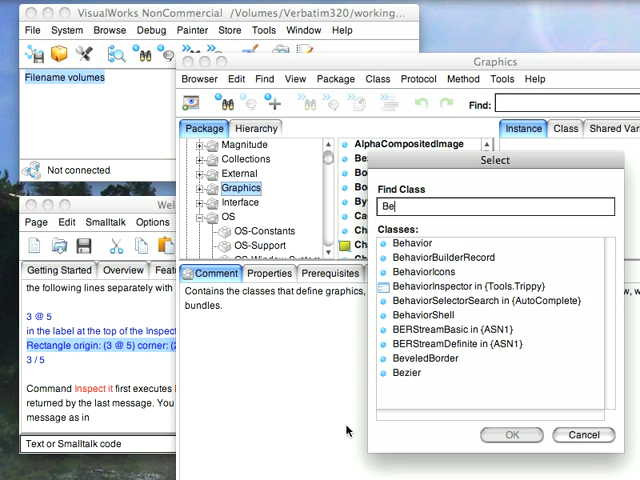 VisualWorks NonCommercial /Volumes/Verbatim320/working...
File System Browse Debug Painter Store Tools Window Help
Filename volumes
Not connected
Graphics
Browser Edit Find View Package Class Protocol Method Tools Help
Find:
Package Hierarchy
Instance Class Shared Vari
Magnitude
Collections
External
Graphics
Interface
OS
OS-Constants
OS-Support
AlphaCompositedImage
Comment Properties Prerequisites
Contains the classes that define graphics,
bundles.
Page Edit Smalltalk Options
Getting Started Overview
the following lines separately with
3 @ 5
in the label at the top of the Inspect
Rectangle origin: (3 @ 5) corner: (2
3 / 5
Command Inspect it first executes
returned by the last message. You
message as in
Text or Smalltalk code
Select
Find Class
Be
Classes:
Behavior
BehaviorBuilderRecord
BehaviorIcons
BehaviorInspector in {Tools.Trippy}
BehaviorSelectorSearch in {AutoComplete}
BehaviorShell
BERStreamBasic in {ASN1}
BERStreamDefinite in {ASN1}
BeveledBorder
Bezier
OK Cancel